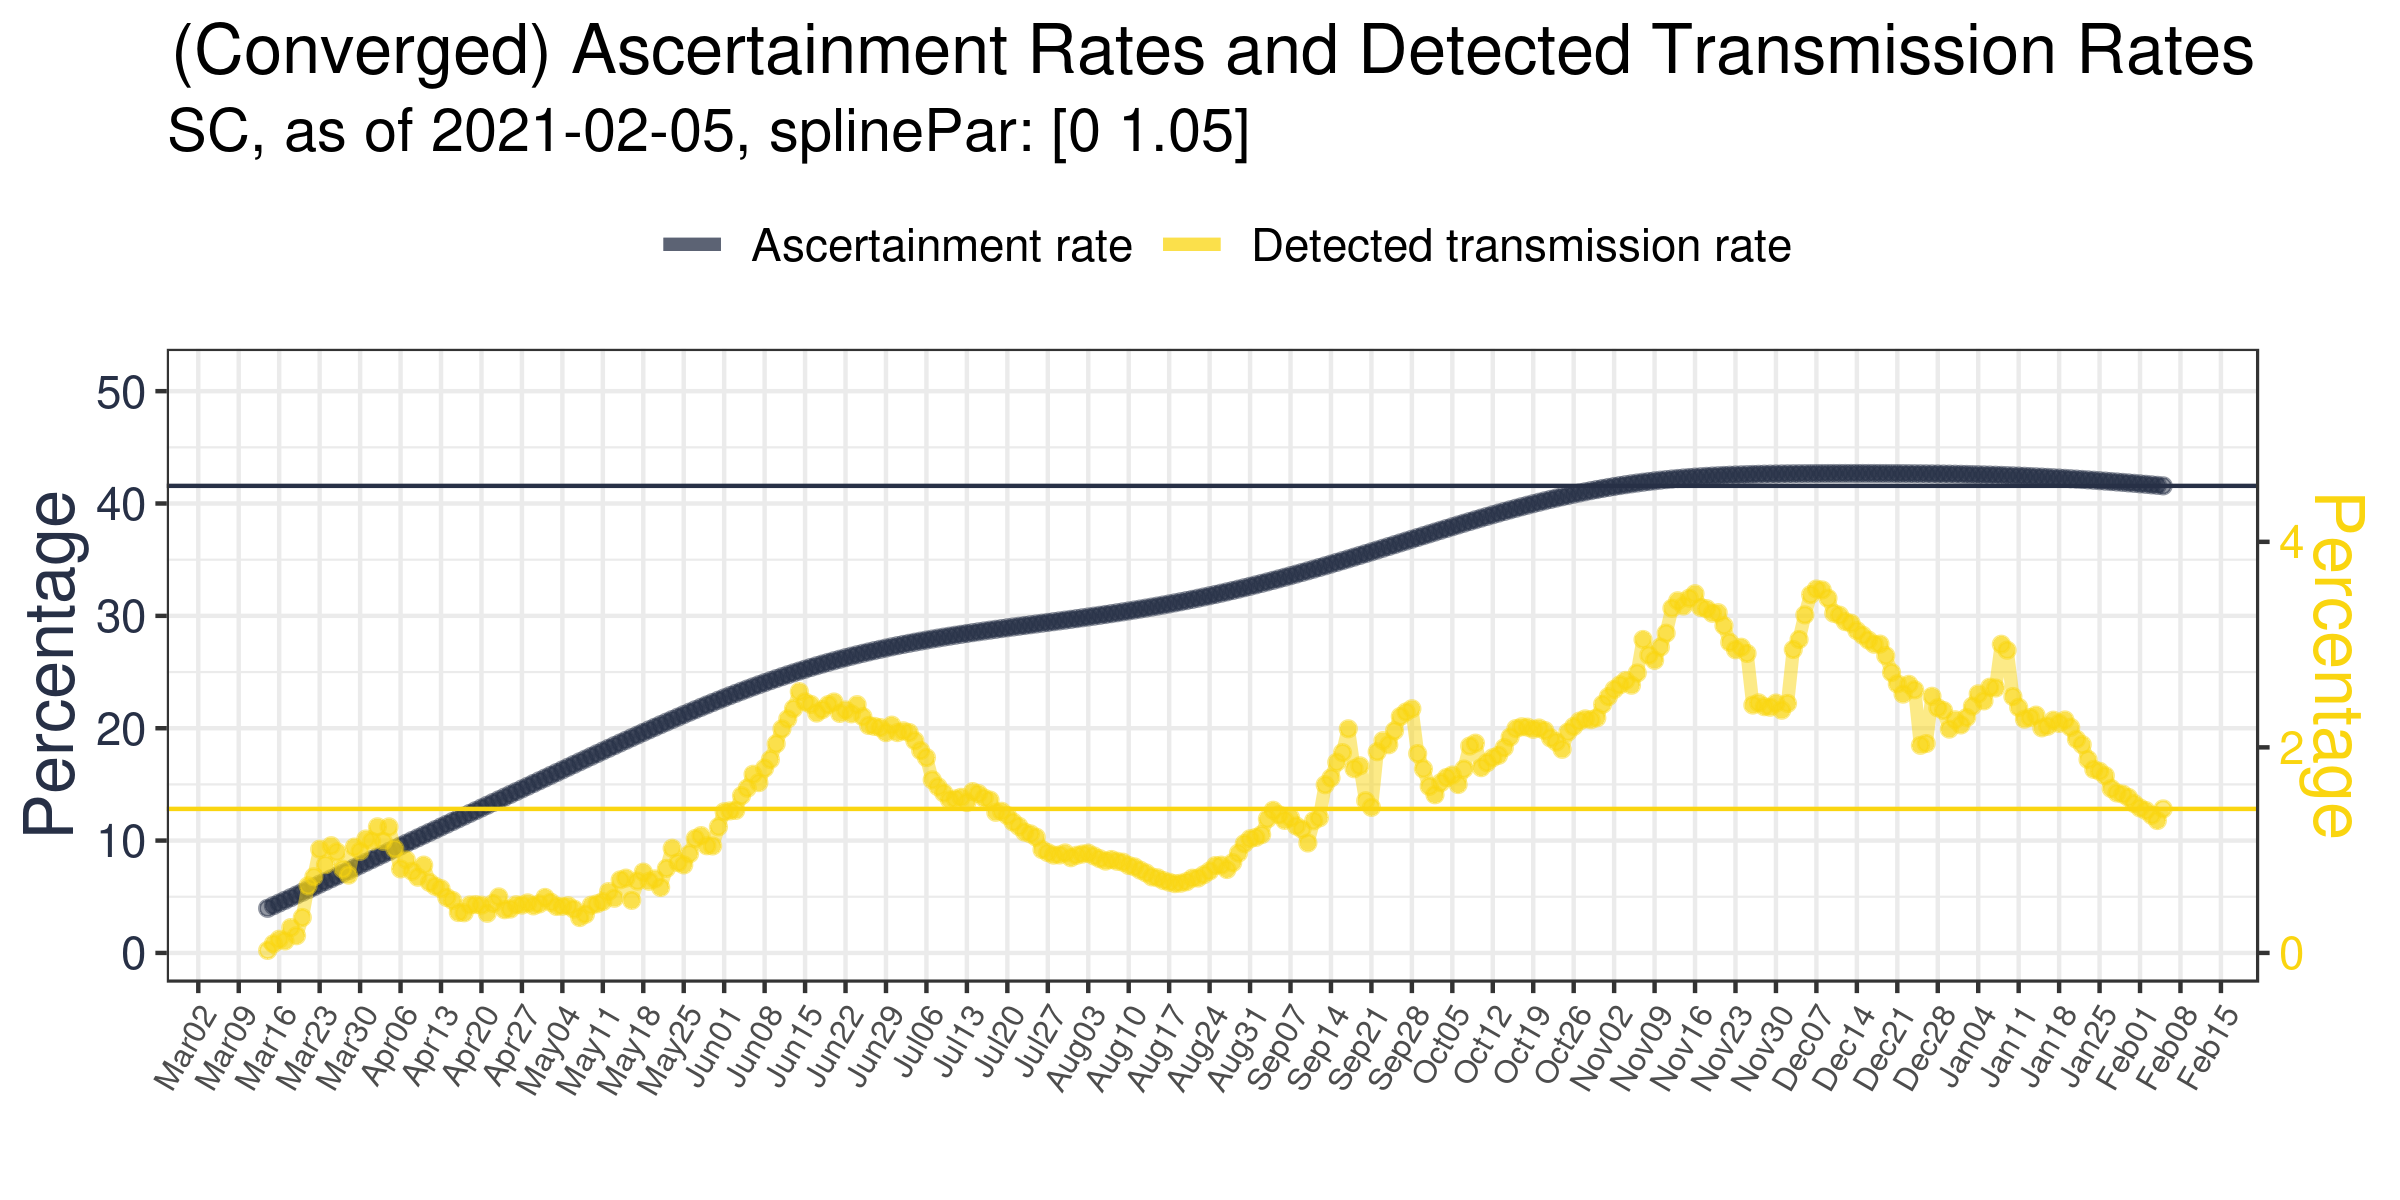 (Converged) Ascertainment Rates and Detected Transmission Rates
SC, as of 2021-02-05, splinePar: [0 1.05]
Ascertainment rate Detected transmission rate
Percentage
50
40
30
20
10
0
4
2
0
Percentage
Mar02 Mar09 Mar16 Mar23 Mar30 Apr06 Apr13 Apr20 Apr27 May04 May11 May18 May25 Jun01 Jun08 Jun15 Jun22 Jun29 Jul06 Jul13 Jul20 Jul27 Aug03 Aug10 Aug17 Aug24 Aug31 Sep07 Sep14 Sep21 Sep28 Oct05 Oct12 Oct19 Oct26 Nov02 Nov09 Nov16 Nov23 Nov30 Dec07 Dec14 Dec21 Dec28 Jan04 Jan11 Jan18 Jan25 Feb01 Feb08 Feb15